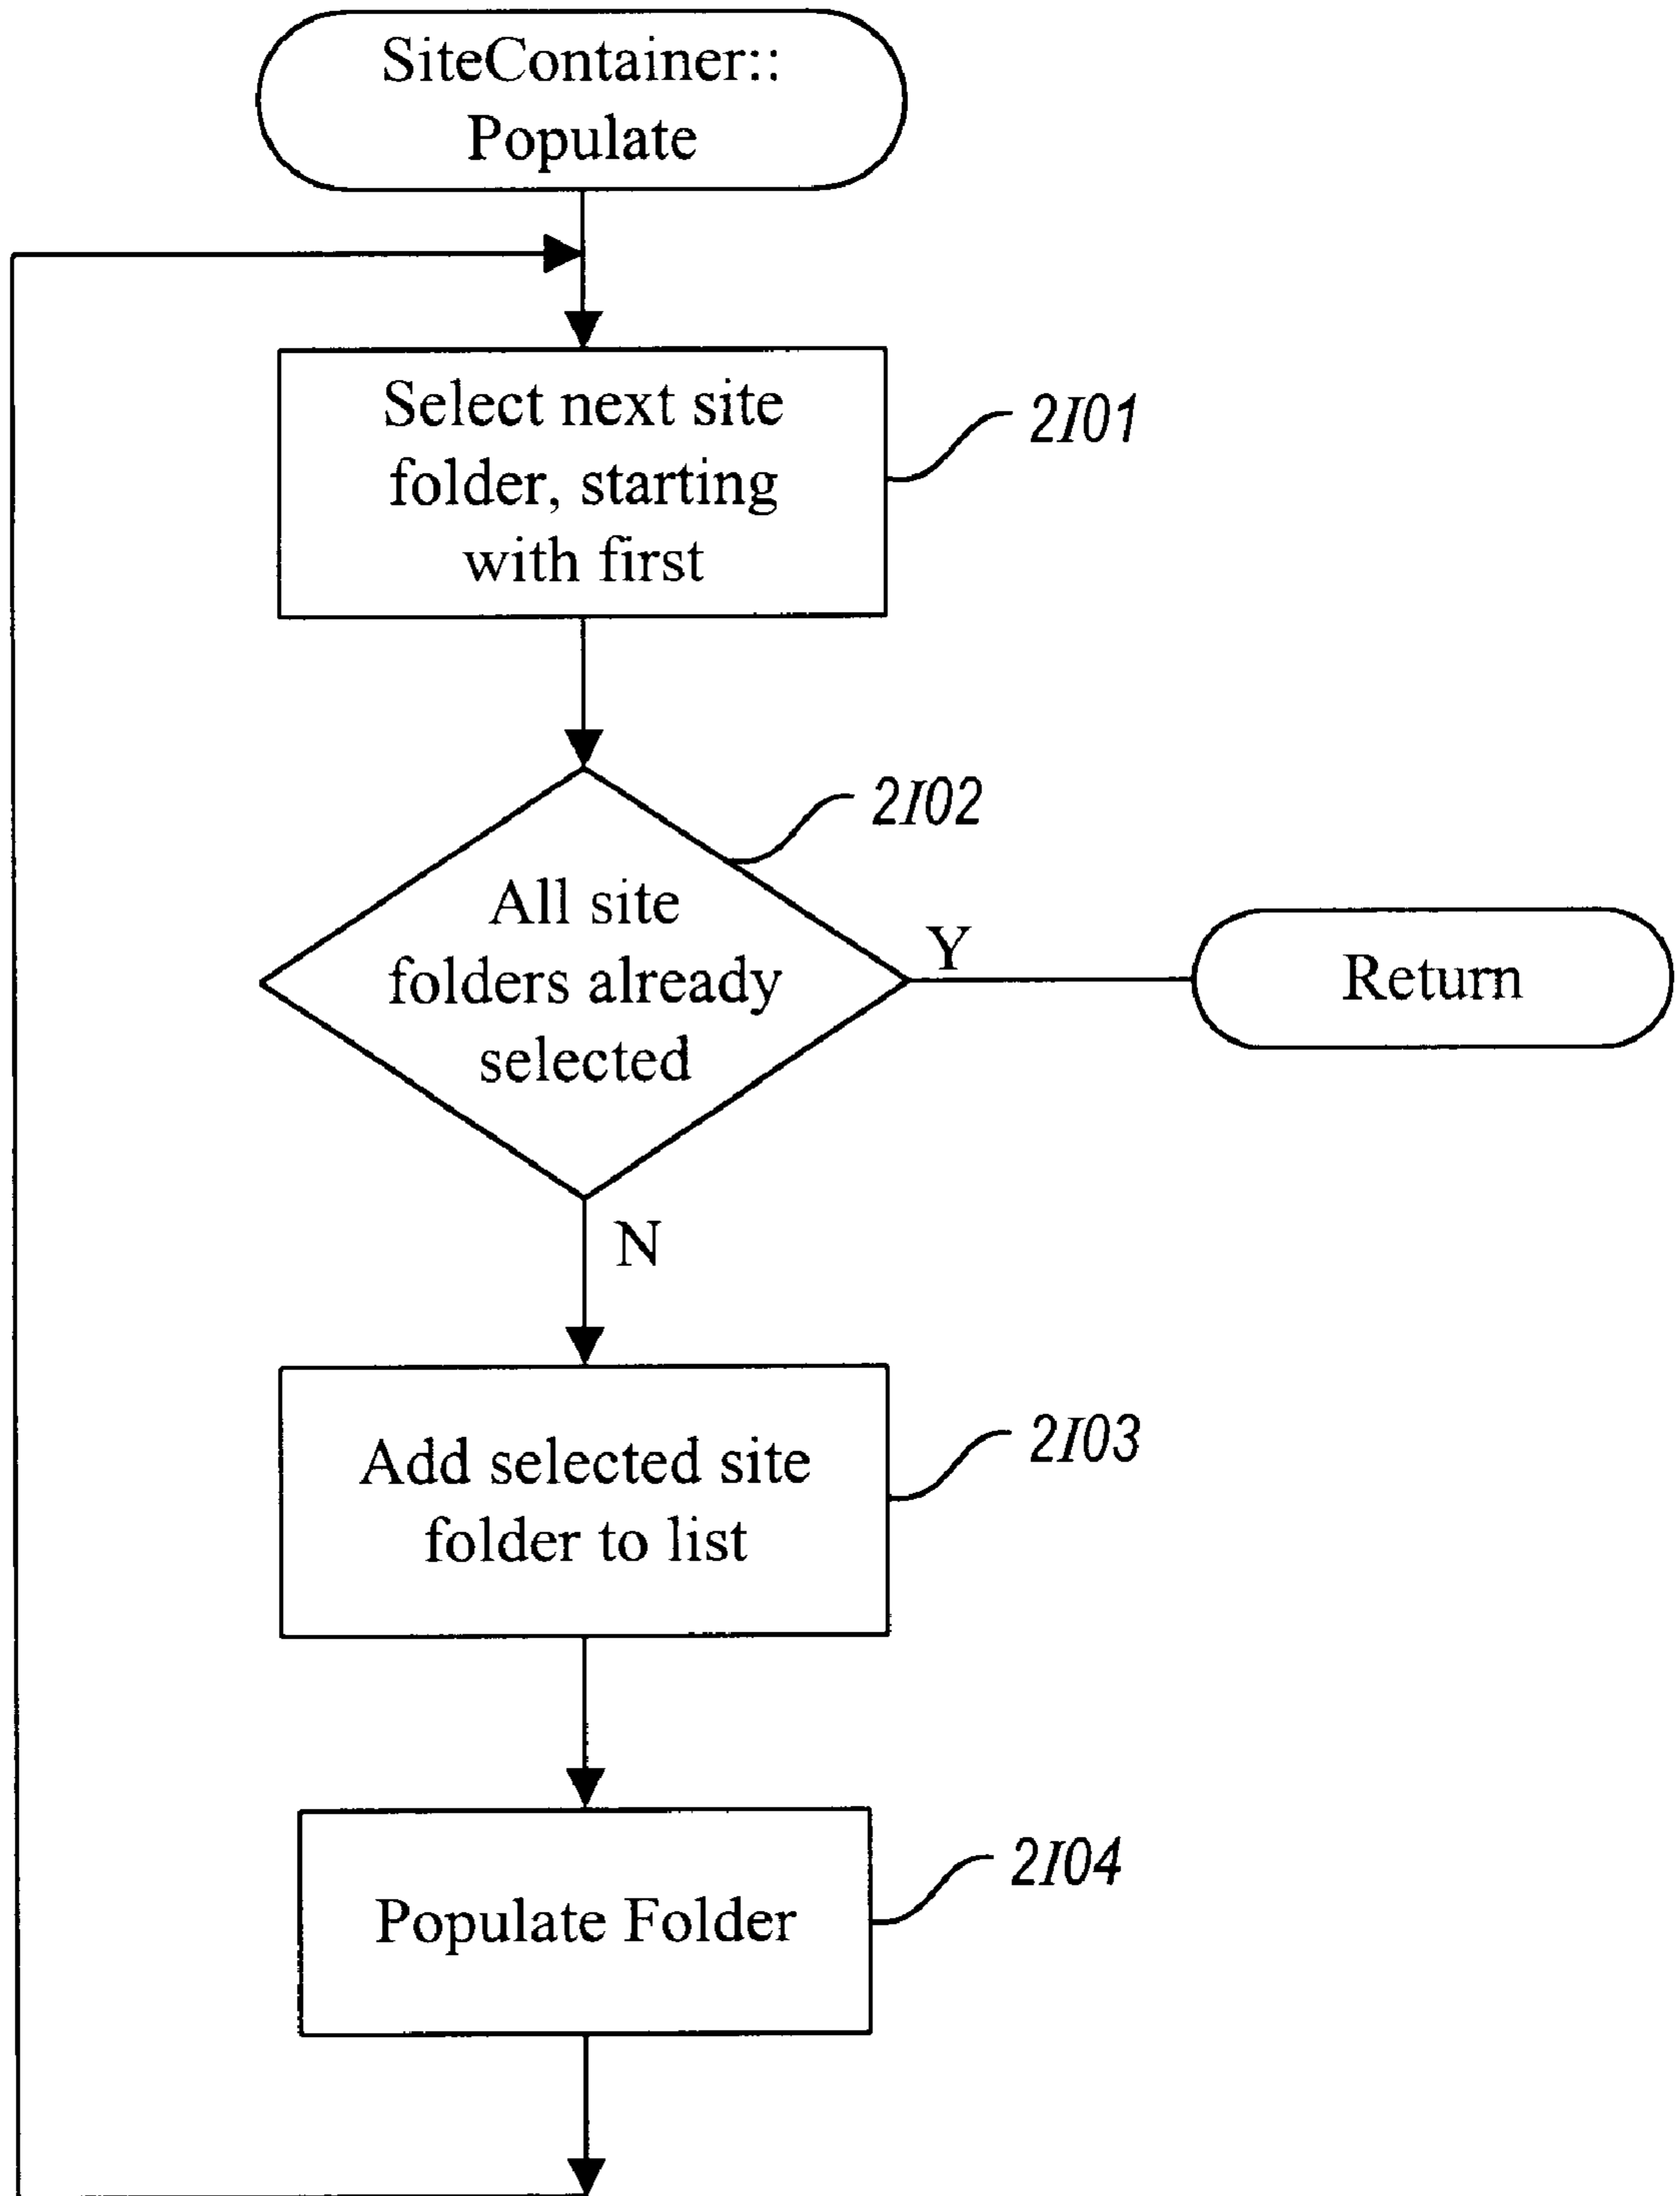 SiteContainer::
Populate
Select next site
folder, starting
with first
2I01
2I02
All site
folders already
selected
Y
Return
N
Add selected site
folder to list
2I03
Populate Folder
2I04